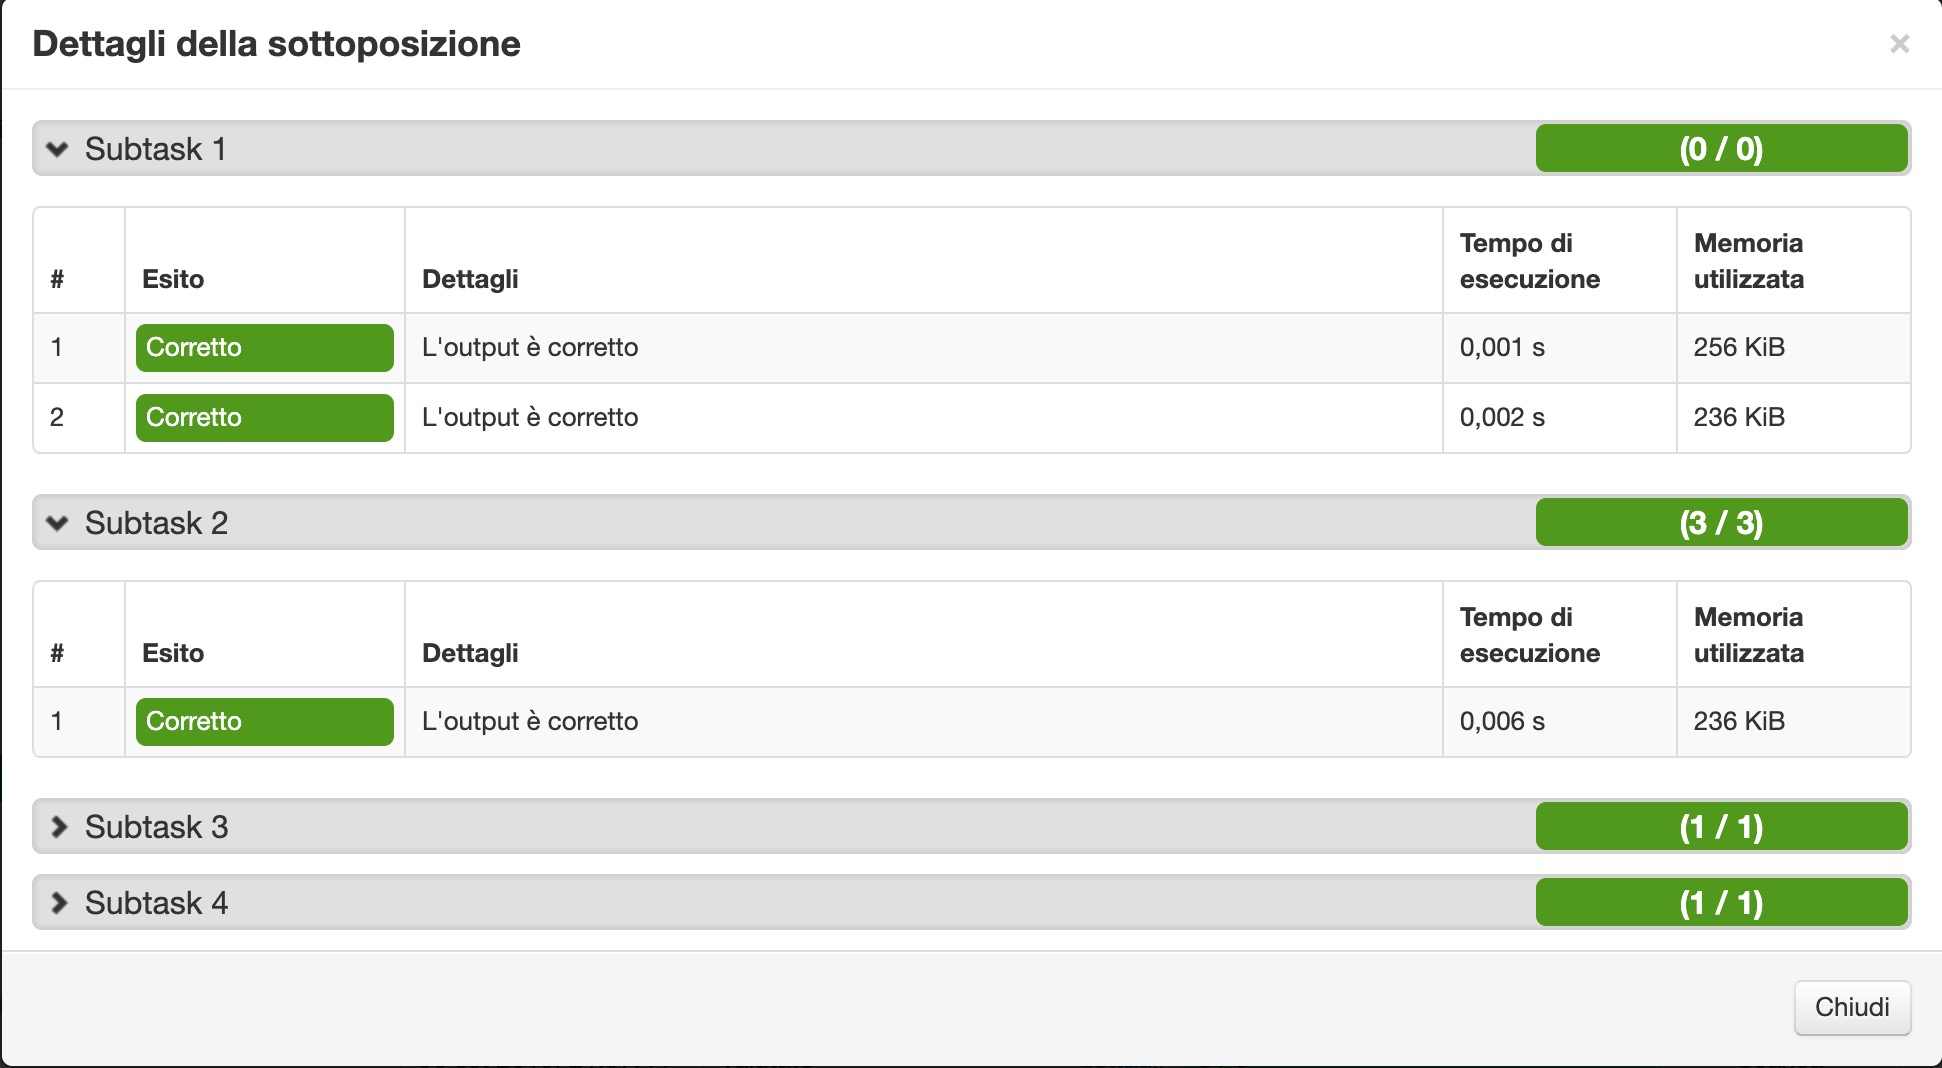 Dettagli della sottoposizione
×
Subtask 1 (0 / 0)
# Esito Dettagli Tempo di esecuzione Memoria utilizzata
1 Corretto L'output è corretto 0,001 s 256 KiB
2 Corretto L'output è corretto 0,002 s 236 KiB
Subtask 2 (3 / 3)
# Esito Dettagli Tempo di esecuzione Memoria utilizzata
1 Corretto L'output è corretto 0,006 s 236 KiB
Subtask 3 (1 / 1)
Subtask 4 (1 / 1)
Chiudi